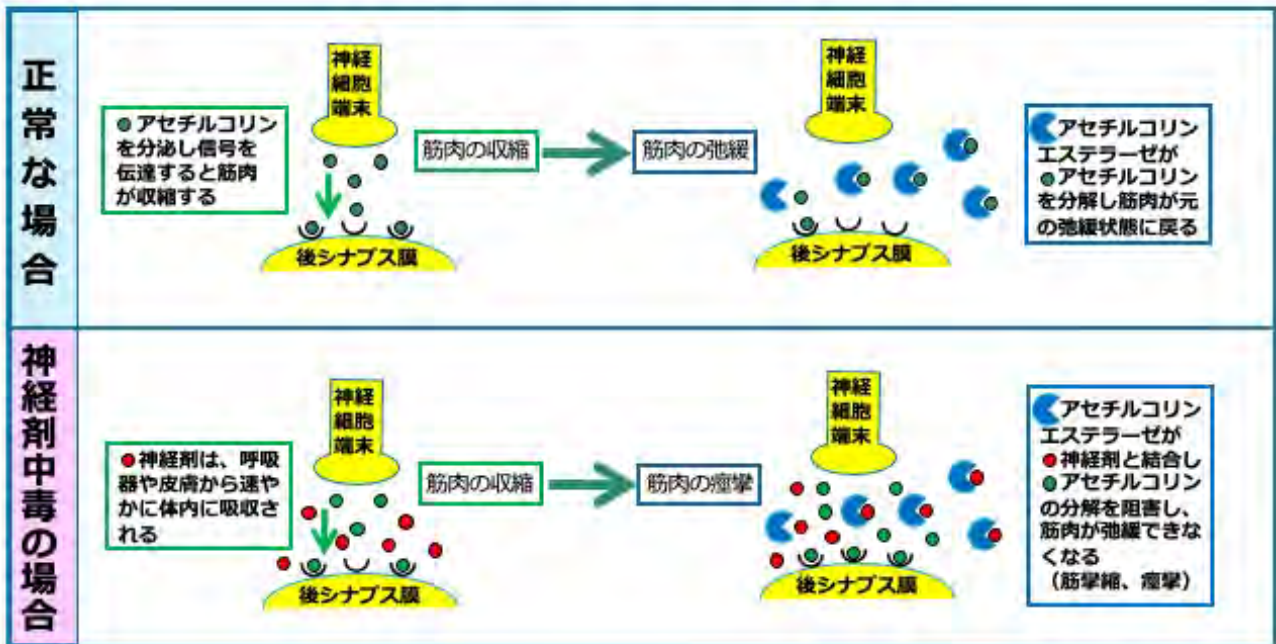 正常な場合
神経
細胞
端末
●アセチルコリン
を分泌し信号を
伝達すると筋肉
が収縮する
筋肉の収縮
筋肉の弛緩
後シナプス膜
神経
細胞
端末
後シナプス膜
アセチルコリン
エステラーゼが
●アセチルコリン
を分解し筋肉が元
の弛緩状態に戻る
神経剤中毒の場合
神経
細胞
端末
●神経剤は、呼吸
器や皮膚から速や
かに体内に吸収さ
れる
筋肉の収縮
筋肉の痙攣
後シナプス膜
神経
細胞
端末
後シナプス膜
アセチルコリン
エステラーゼが
●神経剤と結合し
●アセチルコリン
の分解を阻害し、
筋肉が弛緩できな
くなる
(筋攣縮、痙攣)